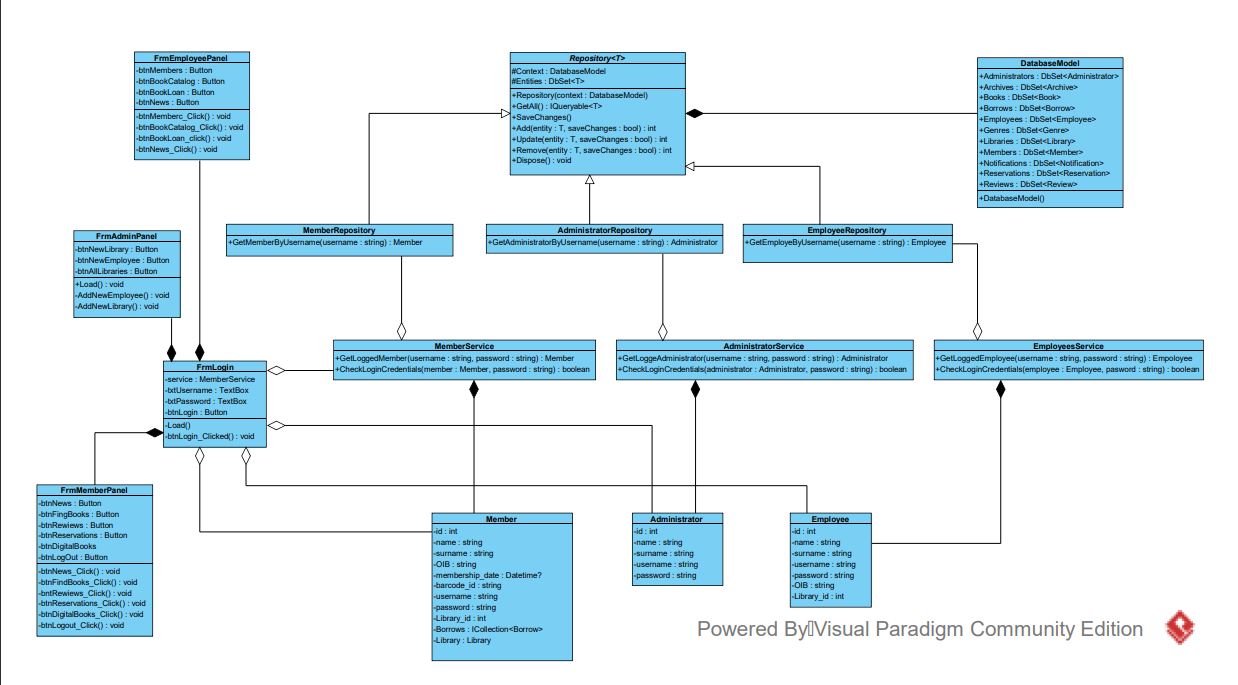 FrmEmployeePanel
-btnMembers : Button
-btnBookCatalog : Button
-btnBookLoan : Button
-btnNews : Button
-btnMemberc_Click() : void
-btnBookCatalog_Click() : void
-btnBookLoan_click() : void
-btnNews_Click() : void
Repository<T>
#Context : DatabaseModel
#Entities : DbSet<T>
+Repository(context : DatabaseModel)
+GetAll() : IQueryable<T>
+SaveChanges()
+Add(entity : T, saveChanges : bool) : int
+Update(entity : T, saveChanges : bool) : int
+Remove(entity : T, saveChanges : bool) : int
+Dispose() : void
DatabaseModel
+Administrators : DbSet<Administrator>
+Archives : DbSet<Archive>
+Books : DbSet<Book>
+Borrows : DbSet<Borrow>
+Employees : DbSet<Employee>
+Genres : DbSet<Genre>
+Libraries : DbSet<Library>
+Members : DbSet<Member>
+Notifications : DbSet<Notification>
+Reservations : DbSet<Reservation>
+Reviews : DbSet<Review>
+DatabaseModel()
FrmAdminPanel
-btnNewLibrary : Button
-btnNewEmployee : Button
-btnAllLibraries : Button
+Load() : void
-AddNewEmployee() : void
-AddNewLibrary() : void
MemberRepository
+GetMemberByUsername(username : string) : Member
AdministratorRepository
+GetAdministratorByUsername(username : string) : Administrator
EmployeeRepository
+GetEmployeByUsername(username : string) : Employee
MemberService
+GetLoggedMember(username : string, password : string) : Member
+CheckLoginCredentials(member : Member, password : string) : boolean
AdministratorService
+GetLoggeAdministrator(username : string, password : string) : Administrator
+CheckLoginCredentials(administrator : Administrator, password : string) : boolean
EmployeesService
+GetLoggedEmployee(username : string, password : string) : Empoloyee
+CheckLoginCredentials(employee : Employee, pasword : string) : boolean
FrmLogin
-service : MemberService
-txtUsername : TextBox
-txtPassword : TextBox
-btnLogin : Button
-Load()
-btnLogin_Clicked() : void
FrmMemberPanel
-btnNews : Button
-btnFingBooks : Button
-btnRewiews : Button
-btnReservations : Button
-btnDigitalBooks
-btnLogOut : Button
-btnNews_Click() : void
-btnFindBooks_Click() : void
-bntRewiews_Click() : void
-btnReservations_Click() : void
-btnDigitalBooks_Click() : void
-btnLogout_Click() : void
Member
-id : int
-name : string
-surname : string
-OIB : string
-membership_date : Datetime?
-barcode_id : string
-username : string
-password : string
-Library_id : int
-Borrows : ICollection<Borrow>
-Library : Library
Administrator
-id : int
-name : string
-surname : string
-username : string
-password : string
Employee
-id : int
-name : string
-surname : string
-username : string
-password : string
-OIB : string
-Library_id : int
Powered By Visual Paradigm Community Edition